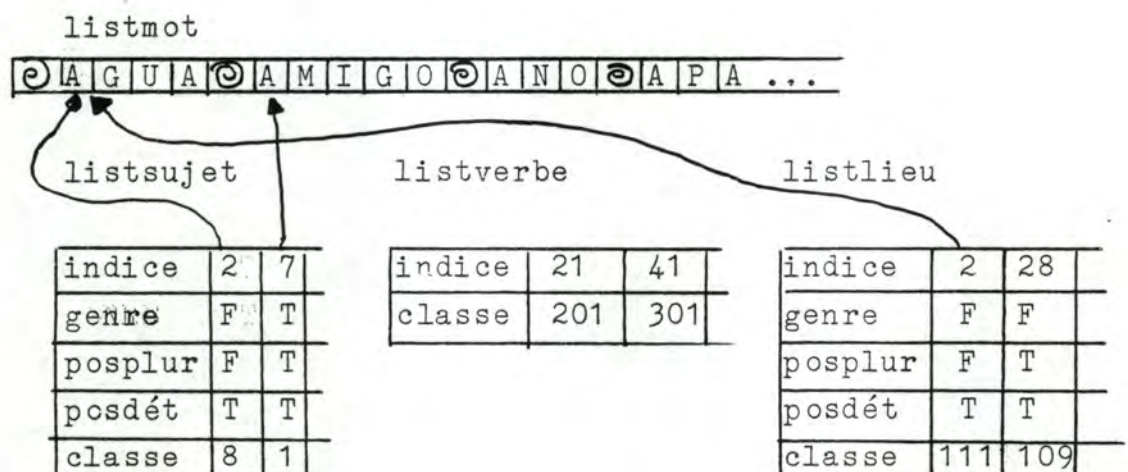 listmot
@ A G U A @ A M I G O @ A N O @ A P A ...
listsujet listverbe listlieu
indice 2 7 indice 21 41 indice 2 28
genre F T classe 201 301 genre F F
posplur F T posplur F T
posdét T T posdét T T
classe 8 1 classe 111 109